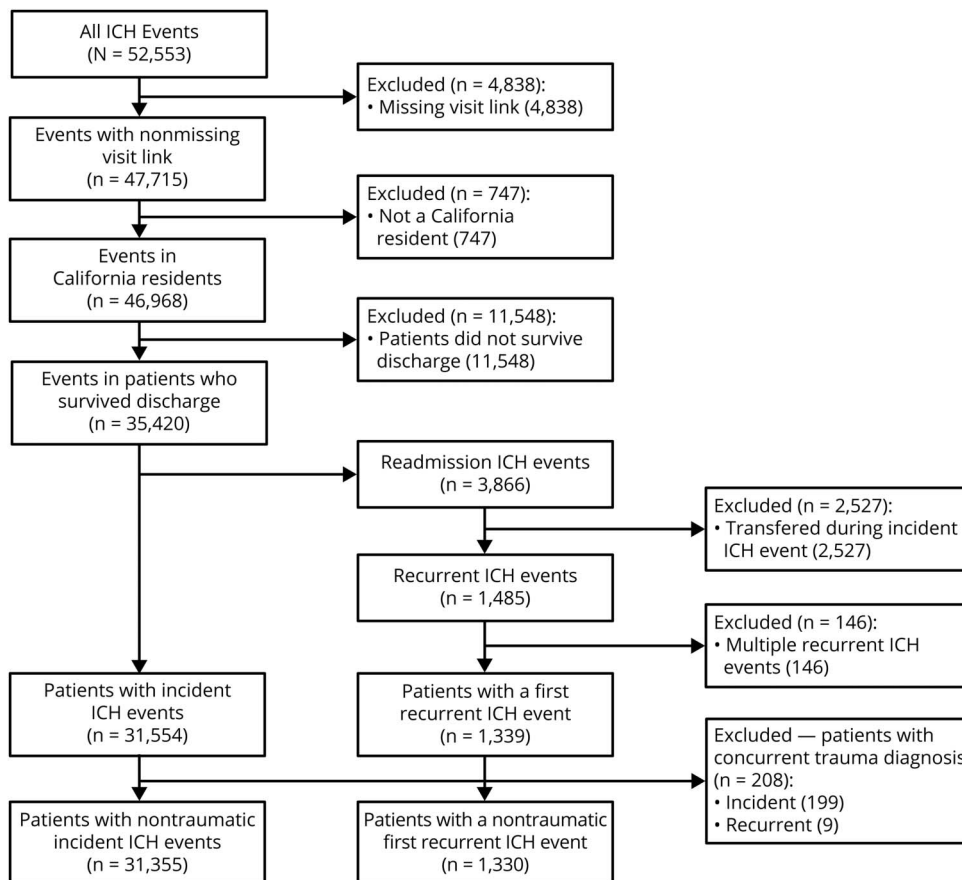 All ICH Events
(N = 52,553)
Excluded (n = 4,838):
• Missing visit link (4,838)
Events with nonmissing
visit link
(n = 47,715)
Excluded (n = 747):
• Not a California
resident (747)
Events in
California residents
(n = 46,968)
Excluded (n = 11,548):
• Patients did not survive
discharge (11,548)
Events in patients who
survived discharge
(n = 35,420)
Readmission ICH events
(n = 3,866)
Excluded (n = 2,527):
• Transfered during incident
ICH event (2,527)
Recurrent ICH events
(n = 1,485)
Excluded (n = 146):
• Multiple recurrent ICH
events (146)
Patients with incident
ICH events
(n = 31,554)
Patients with a first
recurrent ICH event
(n = 1,339)
Excluded — patients with
concurrent trauma diagnosis
(n = 208):
• Incident (199)
• Recurrent (9)
Patients with nontraumatic
incident ICH events
(n = 31,355)
Patients with a nontraumatic
first recurrent ICH event
(n = 1,330)